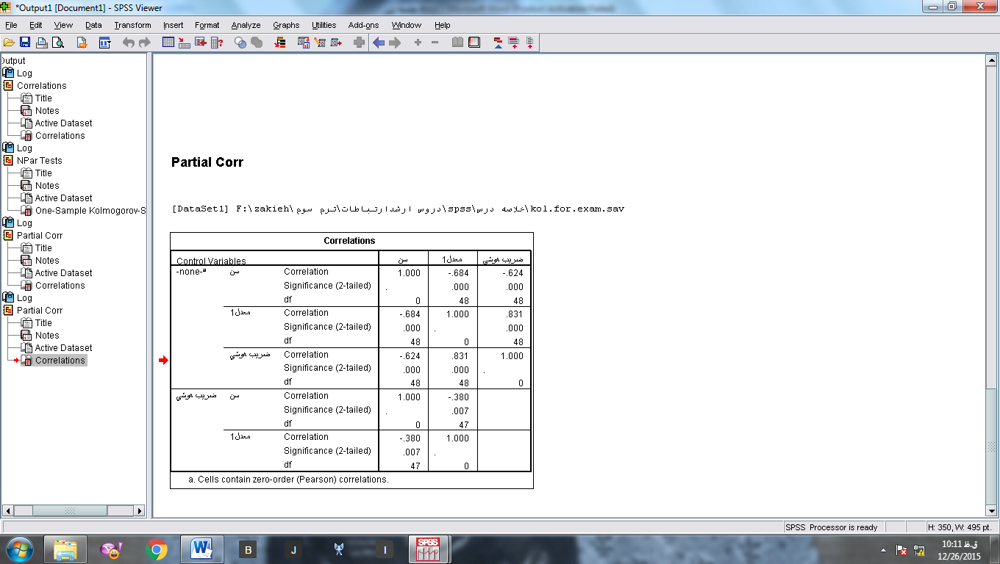 *Output1 [Document1] - SPSS Viewer
File Edit View Data Transform Insert Format Analyze Graphs Utilities Add-ons Window Help
Output
Log
Correlations
Title
Notes
Active Dataset
Correlations
Log
NPar Tests
Title
Notes
Active Dataset
One-Sample Kolmogorov-S
Log
Partial Corr
Title
Notes
Active Dataset
Correlations
Log
Partial Corr
Title
Notes
Active Dataset
Correlations
Partial Corr
[DataSet1] F:\zakieh\دروس ارشدارتباطات\ترم سوم\spss\خلاصه درس\kol.for.exam.sav
Correlations
Control Variables سن معدل1 ضريب هوشي
-none-a سن Correlation 1.000 -.684 -.624
Significance (2-tailed) . .000 .000
df 0 48 48
معدل1 Correlation -.684 1.000 .831
Significance (2-tailed) .000 . .000
df 48 0 48
ضريب هوشي Correlation -.624 .831 1.000
Significance (2-tailed) .000 .000 .
df 48 48 0
ضريب هوشي سن Correlation 1.000 -.380
Significance (2-tailed) . .007
df 0 47
معدل1 Correlation -.380 1.000
Significance (2-tailed) .007 .
df 47 0
a. Cells contain zero-order (Pearson) correlations.
SPSS Processor is ready H: 350, W: 495 pt.
W B J I SPSS
10:11 ق.ظ
12/26/2015